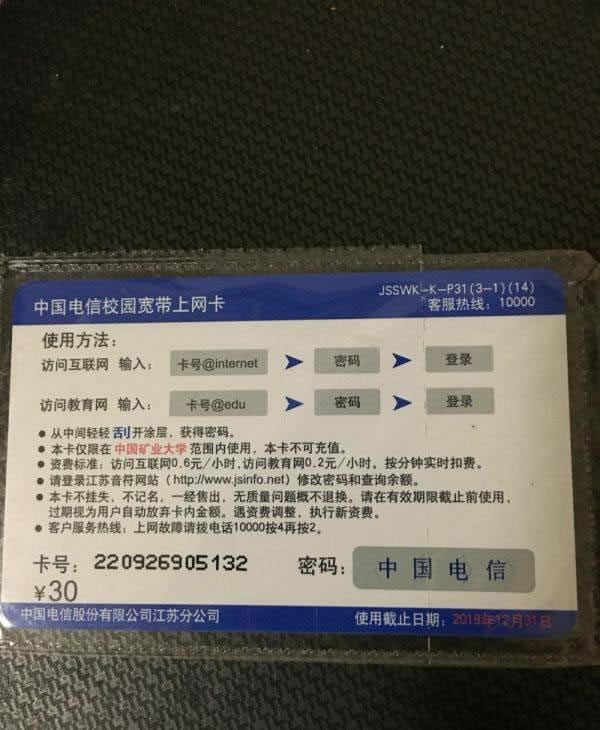 JSSWK-K-P31(3-1)(14)
中国电信校园宽带上网卡
客服热线：10000
使用方法：
访问互联网 输入： 卡号@internet 密码 登录
访问教育网 输入： 卡号@edu 密码 登录
● 从中间轻轻 刮 开涂层，获得密码。
● 本卡仅限在 中国矿业大学 范围内使用，本卡不可充值。
● 资费标准：访问互联网0.6元/小时,访问教育网0.2元/小时。按分钟实时扣费。
● 请登录江苏音符网站（http://www.jsinfo.net）修改密码和查询余额。
● 本卡不挂失，不记名，一经售出，无质量问题概不退换。请在有效期限截止前使用，
过期视为用户自动放弃卡内金额。遇资费调整，执行新资费。
● 客户服务热线：上网故障请拨电话10000按4再按2。
卡号：220926905132 密码： 中国电信
¥30
中国电信股份有限公司江苏分公司 使用截止日期：2019年12月31日